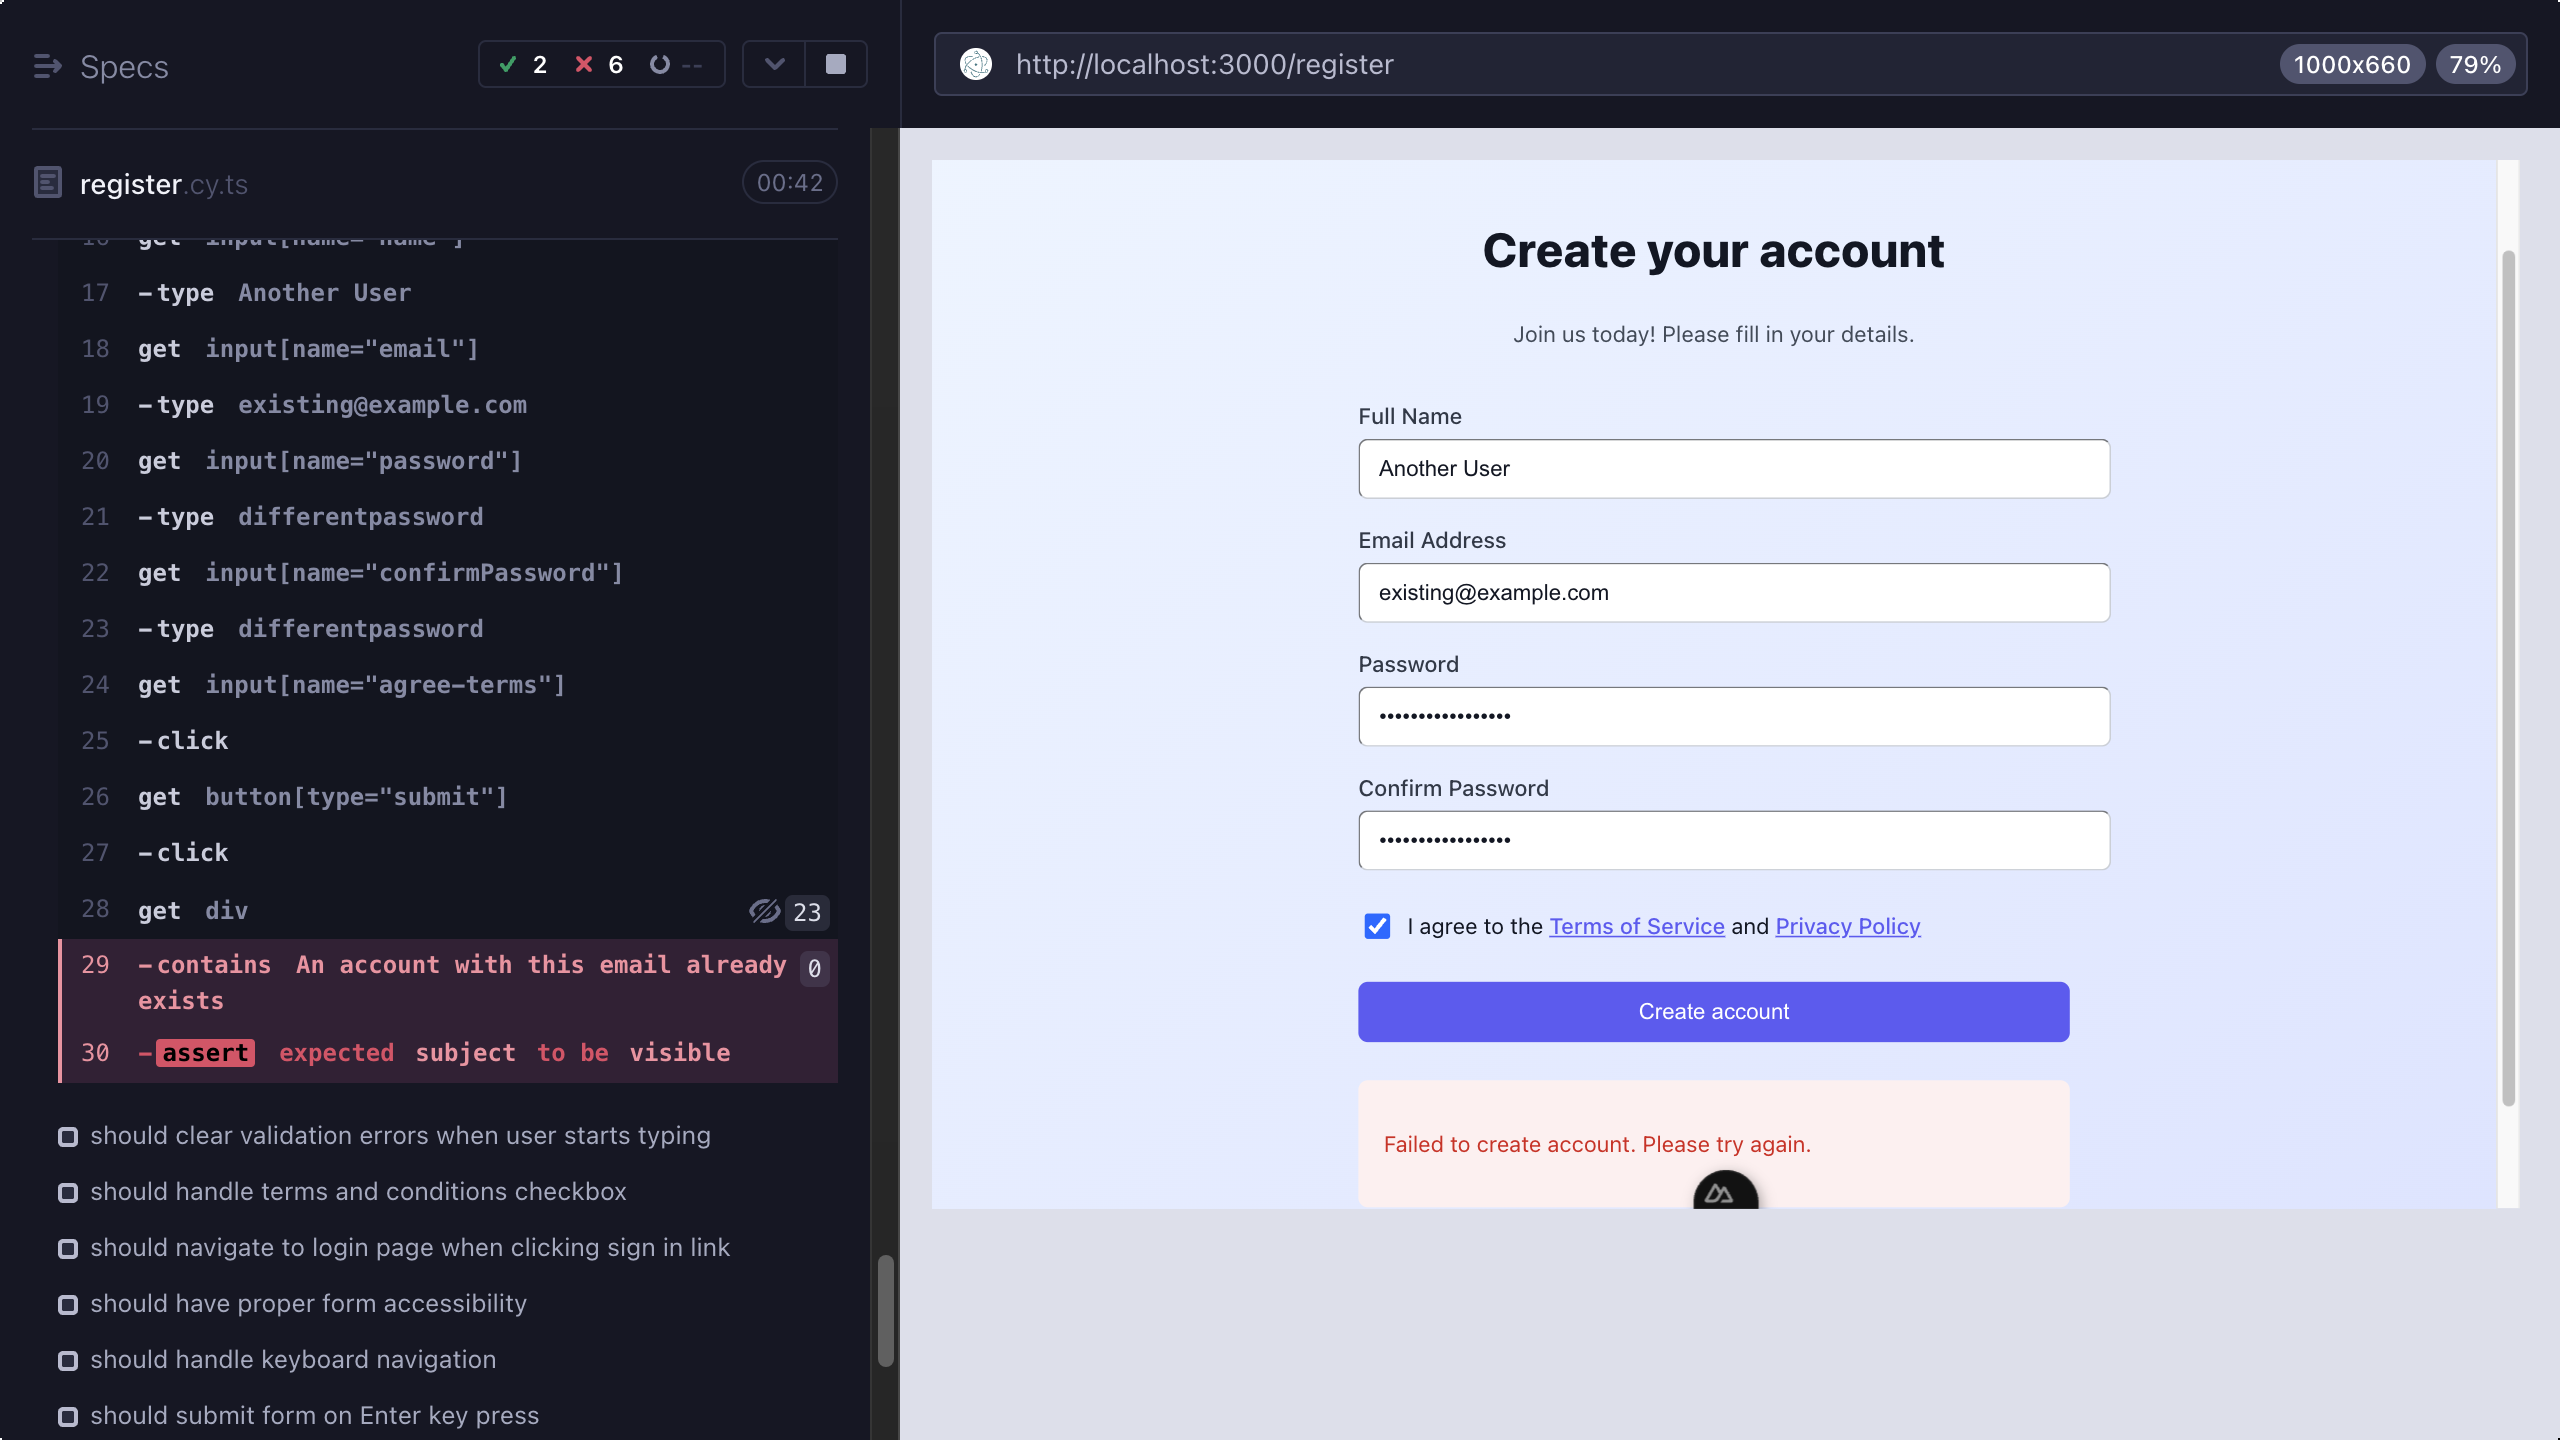 Specs
2 6 --
register.cy.ts
00:42
16 get input[name="name"]
17 -type Another User
18 get input[name="email"]
19 -type existing@example.com
20 get input[name="password"]
21 -type differentpassword
22 get input[name="confirmPassword"]
23 -type differentpassword
24 get input[name="agree-terms"]
25 -click
26 get button[type="submit"]
27 -click
28 get div 23
29 -contains An account with this email already 0
exists
30 -assert expected subject to be visible
should clear validation errors when user starts typing
should handle terms and conditions checkbox
should navigate to login page when clicking sign in link
should have proper form accessibility
should handle keyboard navigation
should submit form on Enter key press
http://localhost:3000/register
1000x660 79%
Create your account
Join us today! Please fill in your details.
Full Name
Another User
Email Address
existing@example.com
Password
•••••••••••••••••
Confirm Password
•••••••••••••••••
I agree to the Terms of Service and Privacy Policy
Create account
Failed to create account. Please try again.